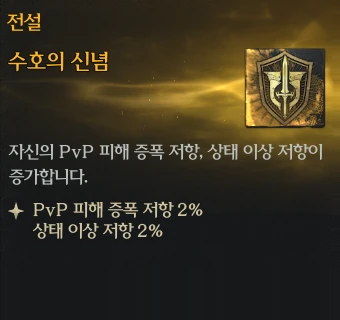 전설
수호의 신념
자신의 PvP 피해 증폭 저항, 상태 이상 저항이
증가합니다.
PvP 피해 증폭 저항 2%
상태 이상 저항 2%